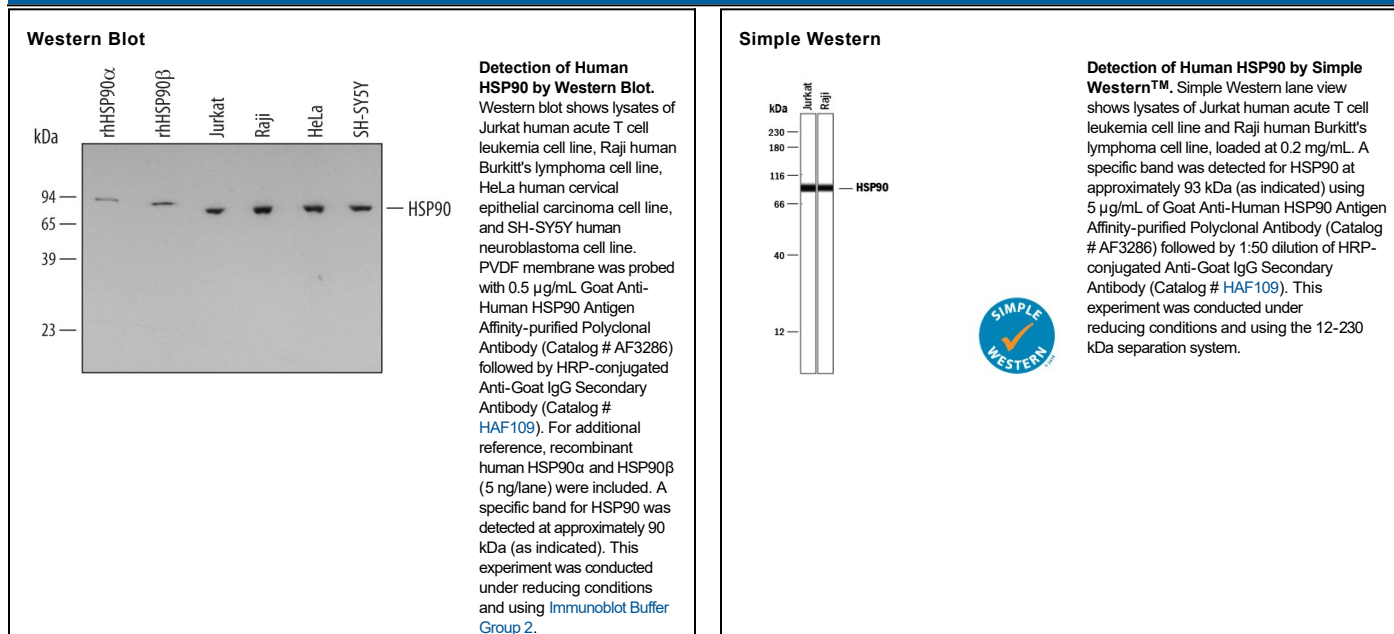 Western Blot
kDa
rhHSP90α
rhHSP90β
Jurkat
Raji
HeLa
SH-SY5Y
94
65
39
23
HSP90
Detection of Human
HSP90 by Western Blot.
Western blot shows lysates of
Jurkat human acute T cell
leukemia cell line, Raji human
Burkitt's lymphoma cell line,
HeLa human cervical
epithelial carcinoma cell line,
and SH-SY5Y human
neuroblastoma cell line.
PVDF membrane was probed
with 0.5 µg/mL Goat Anti-
Human HSP90 Antigen
Affinity-purified Polyclonal
Antibody (Catalog # AF3286)
followed by HRP-conjugated
Anti-Goat IgG Secondary
Antibody (Catalog #
HAF109). For additional
reference, recombinant
human HSP90α and HSP90β
(5 ng/lane) were included. A
specific band for HSP90 was
detected at approximately 90
kDa (as indicated). This
experiment was conducted
under reducing conditions
and using Immunoblot Buffer
Group 2.
Simple Western
kDa
Jurkat
Raji
230
180
116
66
40
12
HSP90
SIMPLE
WESTERN
Detection of Human HSP90 by Simple
Western™. Simple Western lane view
shows lysates of Jurkat human acute T cell
leukemia cell line and Raji human Burkitt's
lymphoma cell line, loaded at 0.2 mg/mL. A
specific band was detected for HSP90 at
approximately 93 kDa (as indicated) using
5 µg/mL of Goat Anti-Human HSP90 Antigen
Affinity-purified Polyclonal Antibody (Catalog
# AF3286) followed by 1:50 dilution of HRP-
conjugated Anti-Goat IgG Secondary
Antibody (Catalog # HAF109). This
experiment was conducted under
reducing conditions and using the 12-230
kDa separation system.